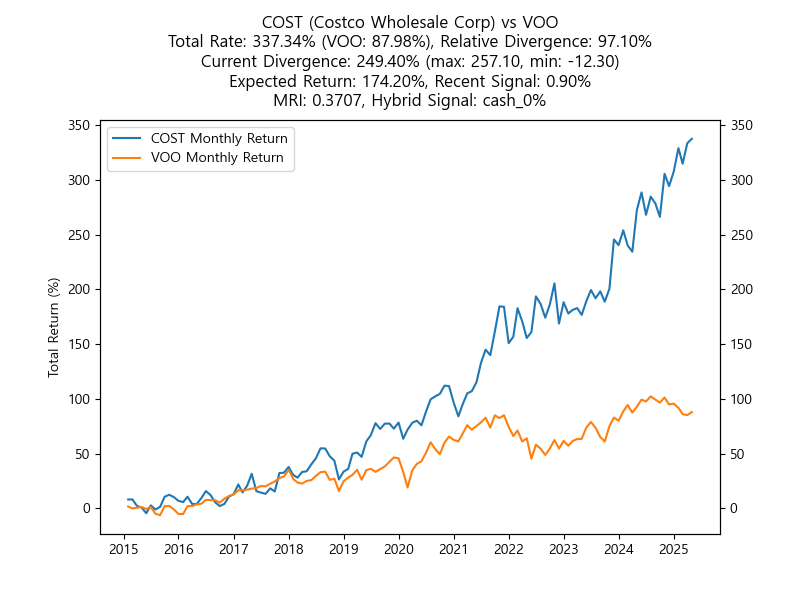 COST (Costco Wholesale Corp) vs VOO
Total Rate: 337.34% (VOO: 87.98%), Relative Divergence: 97.10%
Current Divergence: 249.40% (max: 257.10, min: -12.30)
Expected Return: 174.20%, Recent Signal: 0.90%
MRI: 0.3707, Hybrid Signal: cash_0%
COST Monthly Return
VOO Monthly Return
Total Return (%)
350 350
300 300
250 250
200 200
150 150
100 100
50 50
0 0
2015 2016 2017 2018 2019 2020 2021 2022 2023 2024 2025